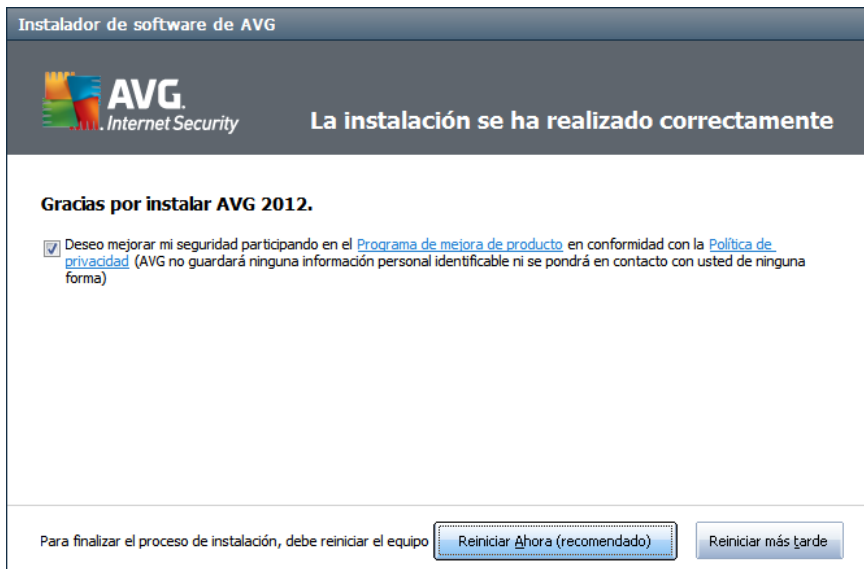 Instalador de software de AVG
AVG.
Internet Security
La instalación se ha realizado correctamente
Gracias por instalar AVG 2012.
Deseo mejorar mi seguridad participando en el Programa de mejora de producto en conformidad con la Política de
privacidad (AVG no guardará ninguna información personal identificable ni se pondrá en contacto con usted de ninguna
forma)
Para finalizar el proceso de instalación, debe reiniciar el equipo
Reiniciar Ahora (recomendado)
Reiniciar más tarde